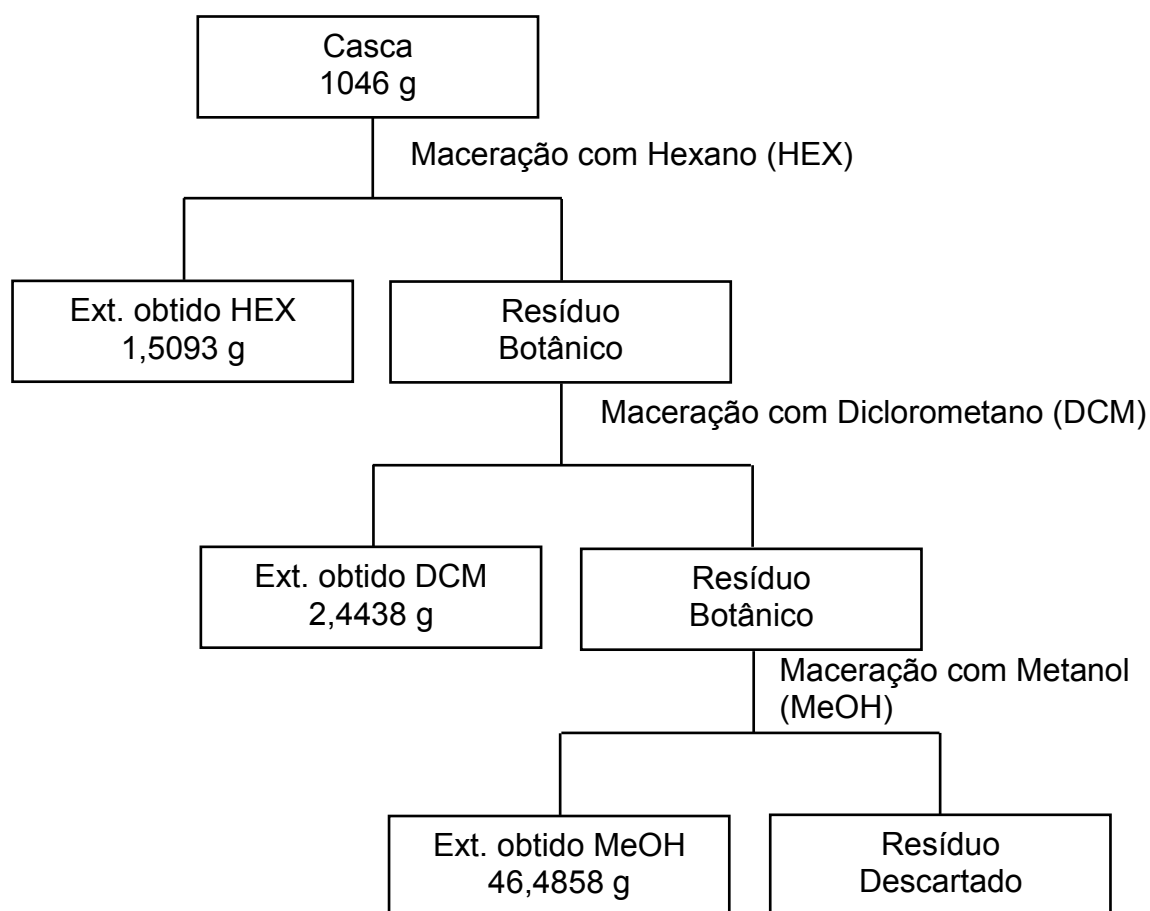 Casca
1046 g
Maceração com Hexano (HEX)
Ext. obtido HEX
1,5093 g
Resíduo
Botânico
Maceração com Diclorometano (DCM)
Ext. obtido DCM
2,4438 g
Resíduo
Botânico
Maceração com Metanol
(MeOH)
Ext. obtido MeOH
46,4858 g
Resíduo
Descartado